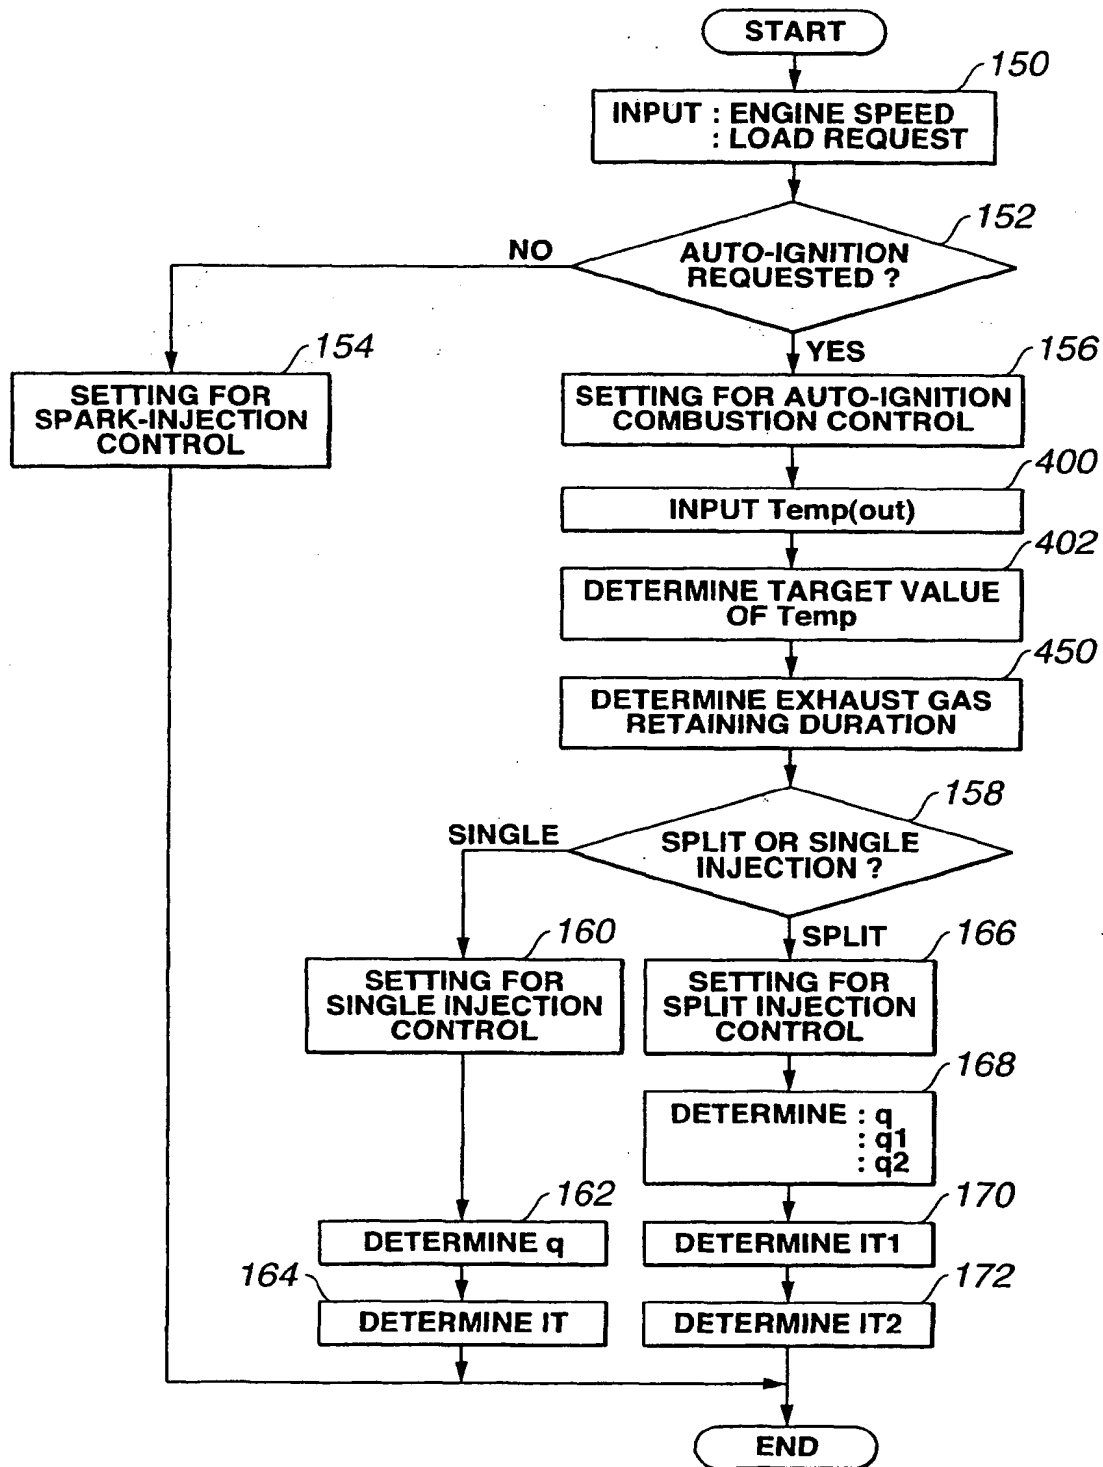 START
150
INPUT : ENGINE SPEED
: LOAD REQUEST
152
AUTO-IGNITION
REQUESTED ?
NO
YES
154
SETTING FOR
SPARK-INJECTION
CONTROL
156
SETTING FOR AUTO-IGNITION
COMBUSTION CONTROL
400
INPUT Temp(out)
402
DETERMINE TARGET VALUE
OF Temp
450
DETERMINE EXHAUST GAS
RETAINING DURATION
158
SPLIT OR SINGLE
INJECTION ?
SINGLE
SPLIT
160
SETTING FOR
SINGLE INJECTION
CONTROL
166
SETTING FOR
SPLIT INJECTION
CONTROL
168
DETERMINE : q
: q1
: q2
162
DETERMINE q
170
DETERMINE IT1
164
DETERMINE IT
172
DETERMINE IT2
END